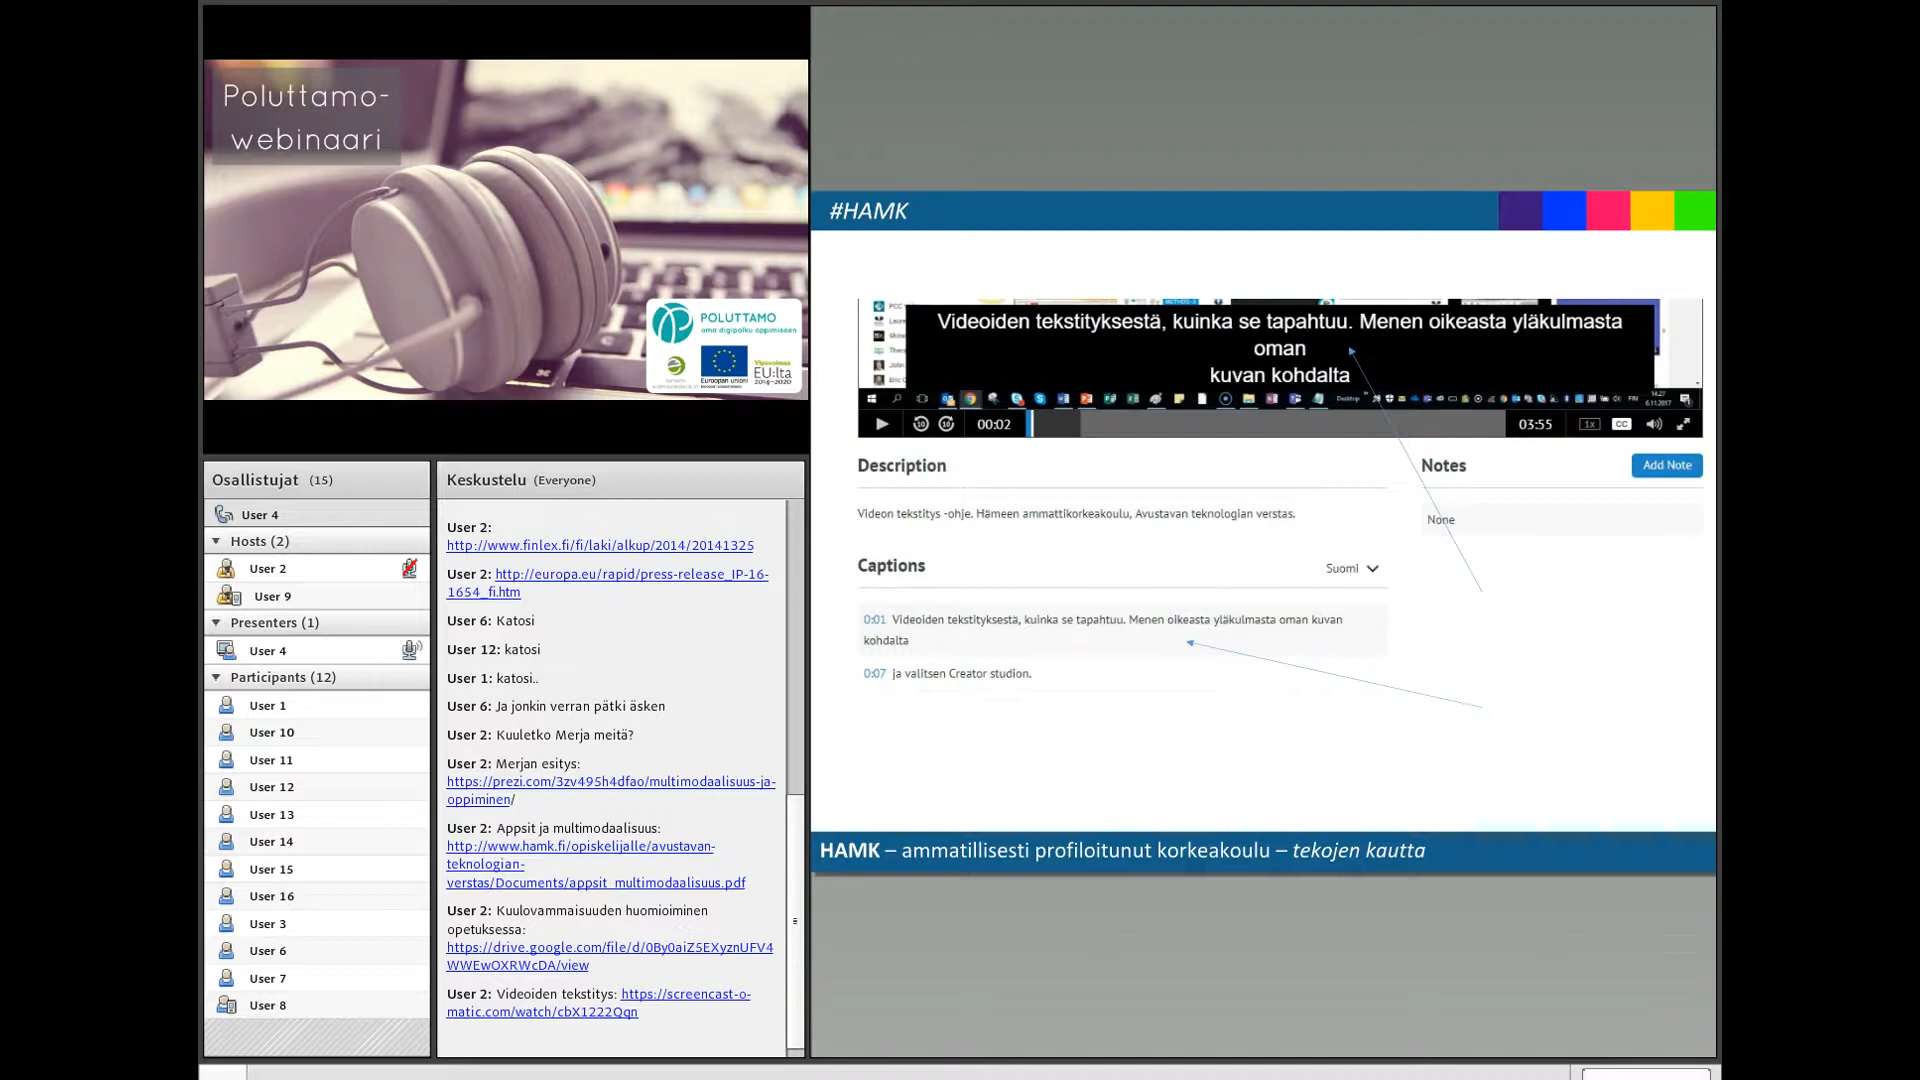 Poluttamo-
webinaari
POLUTTAMO
oma digipolku oppimiseen
Euroopan unioni
Vipuvoimaa
EU:lta
2014–2020
Osallistujat (15)
User 4
Hosts (2)
User 2
User 9
Presenters (1)
User 4
Participants (12)
User 1
User 10
User 11
User 12
User 13
User 14
User 15
User 16
User 3
User 6
User 7
User 8
Keskustelu (Everyone)
User 2:
http://www.finlex.fi/fi/laki/alkup/2014/20141325
User 2: http://europa.eu/rapid/press-release_IP-16-
1654_fi.htm
User 6: Katosi
User 12: katosi
User 1: katosi..
User 6: Ja jonkin verran pätki äsken
User 2: Kuuletko Merja meitä?
User 2: Merjan esitys:
https://prezi.com/3zv495h4dfao/multimodaalisuus-ja-
oppiminen/
User 2: Appsit ja multimodaalisuus:
http://www.hamk.fi/opiskelijalle/avustavan-
teknologian-
verstas/Documents/appsit_multimodaalisuus.pdf
User 2: Kuulovammaisuuden huomioiminen
opetuksessa:
https://drive.google.com/file/d/0By0aiZ5EXyznUFV4
WWEwOXRWcDA/view
User 2: Videoiden tekstitys: https://screencast-o-
matic.com/watch/cbX1222Qqn
#HAMK
Videoiden tekstityksestä, kuinka se tapahtuu. Menen oikeasta yläkulmasta
oman
kuvan kohdalta
Desktop
FIN
14.27
6.11.2017
00:02
03:55
1x
CC
Description
Notes
Add Note
Videon tekstitys -ohje. Hämeen ammattikorkeakoulu, Avustavan teknologian verstas.
None
Captions
Suomi
0:01 Videoiden tekstityksestä, kuinka se tapahtuu. Menen oikeasta yläkulmasta oman kuvan
kohdalta
0:07 ja valitsen Creator studion.
HAMK – ammatillisesti profiloitunut korkeakoulu – tekojen kautta